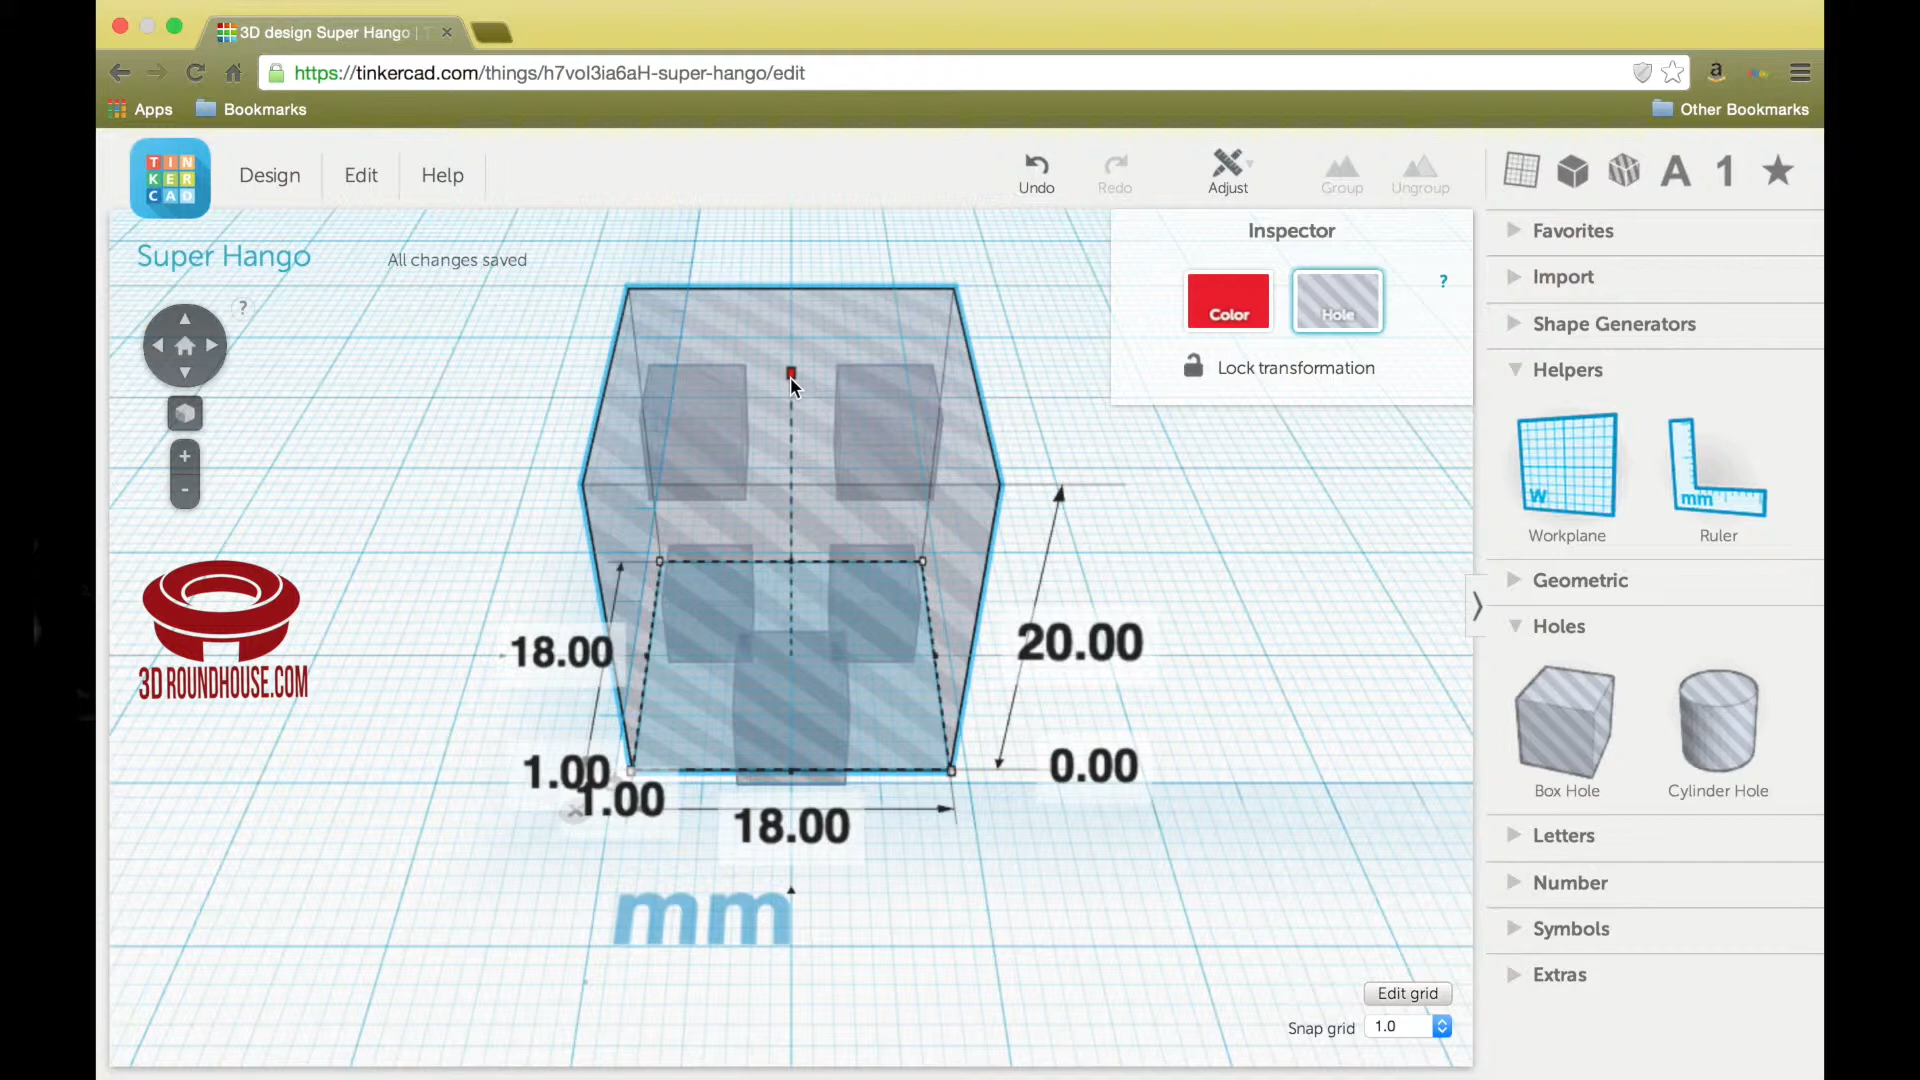 3D design Super Hango | T
https://tinkercad.com/things/h7vol3ia6aH-super-hango/edit
Apps
Bookmarks
Other Bookmarks
TIN
KER
CAD
Design
Edit
Help
Undo
Redo
Adjust
Group
Ungroup
A
1
Super Hango
All changes saved
?
Inspector
Color
Hole
?
Lock transformation
Favorites
Import
Shape Generators
Helpers
W
mm
Workplane
Ruler
Geometric
Holes
Box Hole
Cylinder Hole
Letters
Number
Symbols
Extras
+
-
3D ROUNDHOUSE.COM
18.00
20.00
1.00
1.00
0.00
18.00
mm
Edit grid
Snap grid
1.0